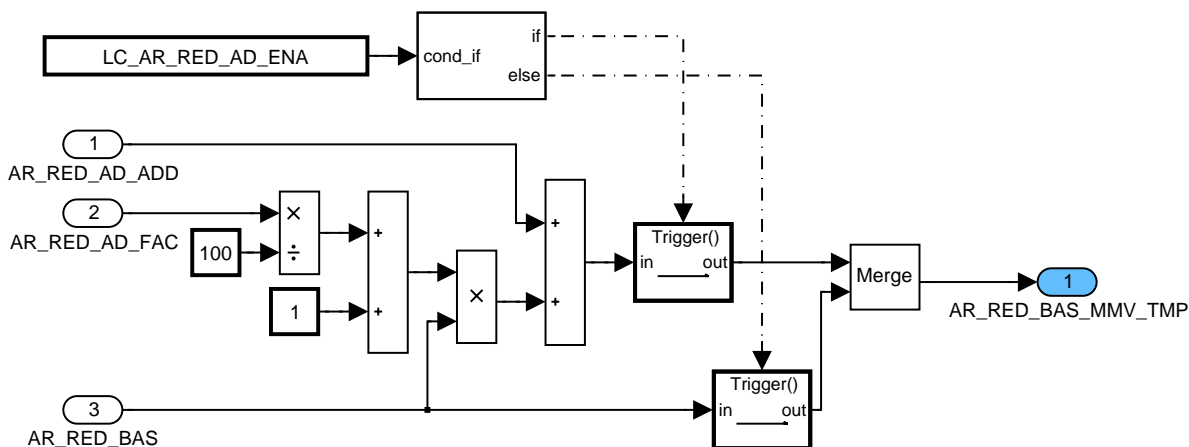 if
LC_AR_RED_AD_ENA
cond_if
else
1
AR_RED_AD_ADD
2
×
AR_RED_AD_FAC
100
÷
+
+
1
+
×
+
Trigger()
in
out
Merge
1
AR_RED_BAS_MMV_TMP
Trigger()
3
in
out
AR_RED_BAS